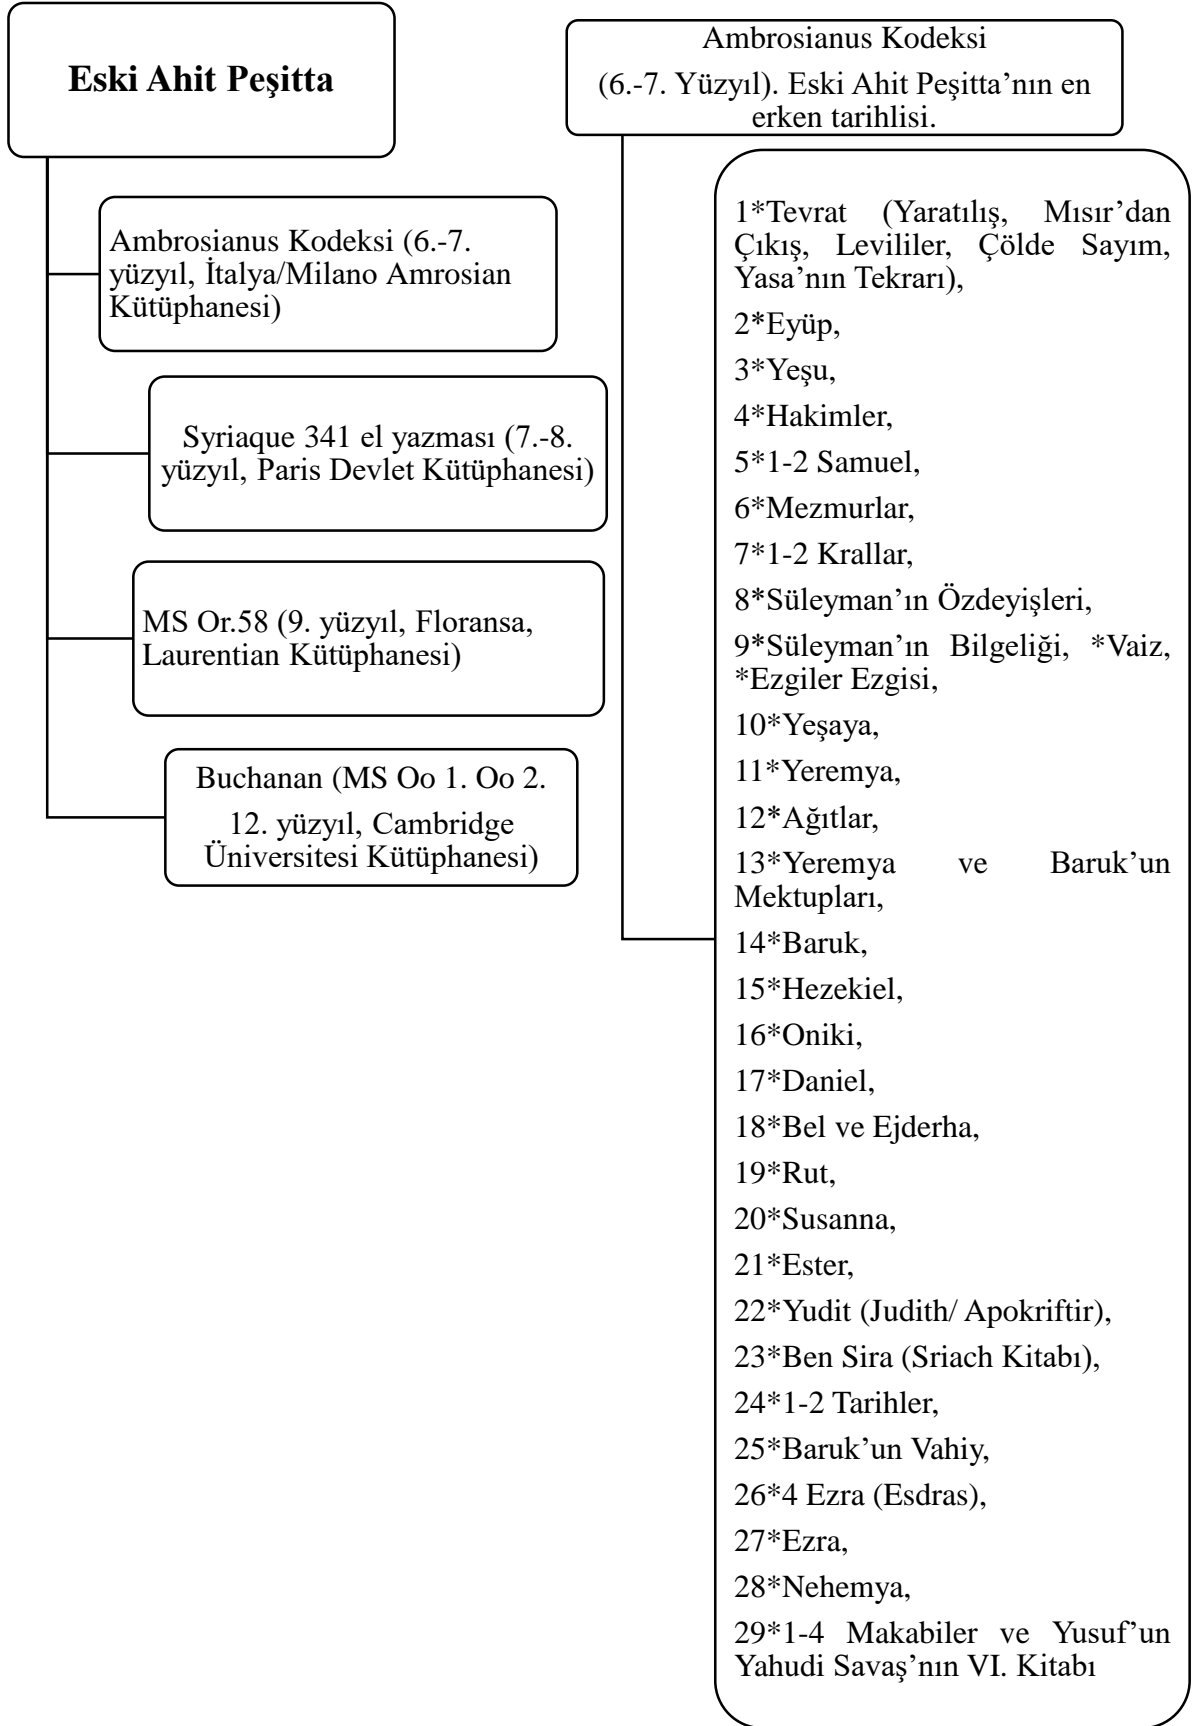 Eski Ahit Peşitta
Ambrosianus Kodeksi (6.-7.
yüzyıl, İtalya/Milano Amrosian
Kütüphanesi)
Syriaque 341 el yazması (7.-8.
yüzyıl, Paris Devlet Kütüphanesi)
MS Or.58 (9. yüzyıl, Floransa,
Laurentian Kütüphanesi)
Buchanan (MS Oo 1. Oo 2.
12. yüzyıl, Cambridge
Üniversitesi Kütüphanesi)
Ambrosianus Kodeksi
(6.-7. Yüzyıl). Eski Ahit Peşitta’nın en
erken tarihlisi.
1*Tevrat (Yaratılış, Mısır’dan
Çıkış, Levililer, Çölde Sayım,
Yasa’nın Tekrarı),
2*Eyüp,
3*Yeşu,
4*Hakimler,
5*1-2 Samuel,
6*Mezmurlar,
7*1-2 Krallar,
8*Süleyman’ın Özdeyişleri,
9*Süleyman’ın Bilgeliği, *Vaiz,
*Ezgiler Ezgisi,
10*Yeşaya,
11*Yeremya,
12*Ağıtlar,
13*Yeremya ve Baruk’un
Mektupları,
14*Baruk,
15*Hezekiel,
16*Oniki,
17*Daniel,
18*Bel ve Ejderha,
19*Rut,
20*Susanna,
21*Ester,
22*Yudit (Judith/ Apokriftir),
23*Ben Sira (Sriach Kitabı),
24*1-2 Tarihler,
25*Baruk’un Vahiy,
26*4 Ezra (Esdras),
27*Ezra,
28*Nehemya,
29*1-4 Makabiler ve Yusuf’un
Yahudi Savaş’nın VI. Kitabı